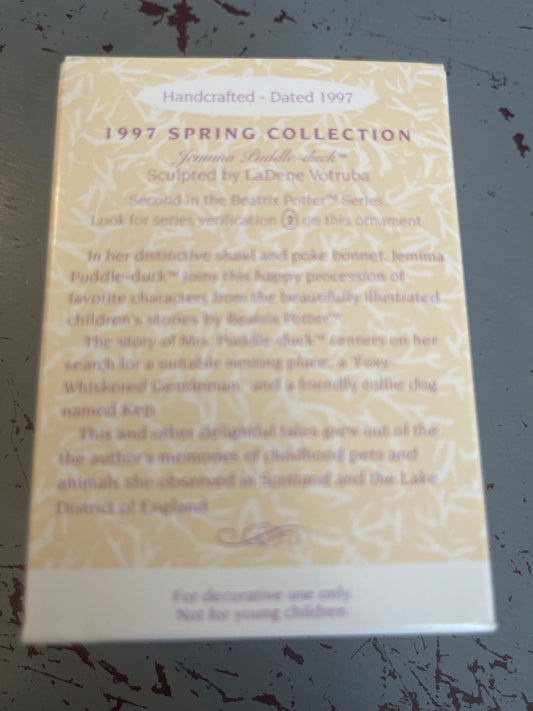 Handcrafted - Dated 1997
1997 SPRING COLLECTION
Jemima Puddle-duck™
Sculpted by LaDene Votruba
Second in the Beatrix Potter™ Series.
Look for series verification 2 on this ornament.
In her distinctive shawl and poke bonnet, Jemima
Puddle-duck™ joins this happy procession of
favorite characters from the beautifully illustrated
children's stories by Beatrix Potter™.
The story of Mrs. Puddle-duck™ centers on her
search for a suitable nesting place, a "Foxy-
Whiskered Gentleman" and a friendly collie dog
named Kep.
This and other delightful tales grew out of the
the author's memories of childhood pets and
animals she observed in Scotland and the Lake
District of England.
For decorative use only.
Not for young children.